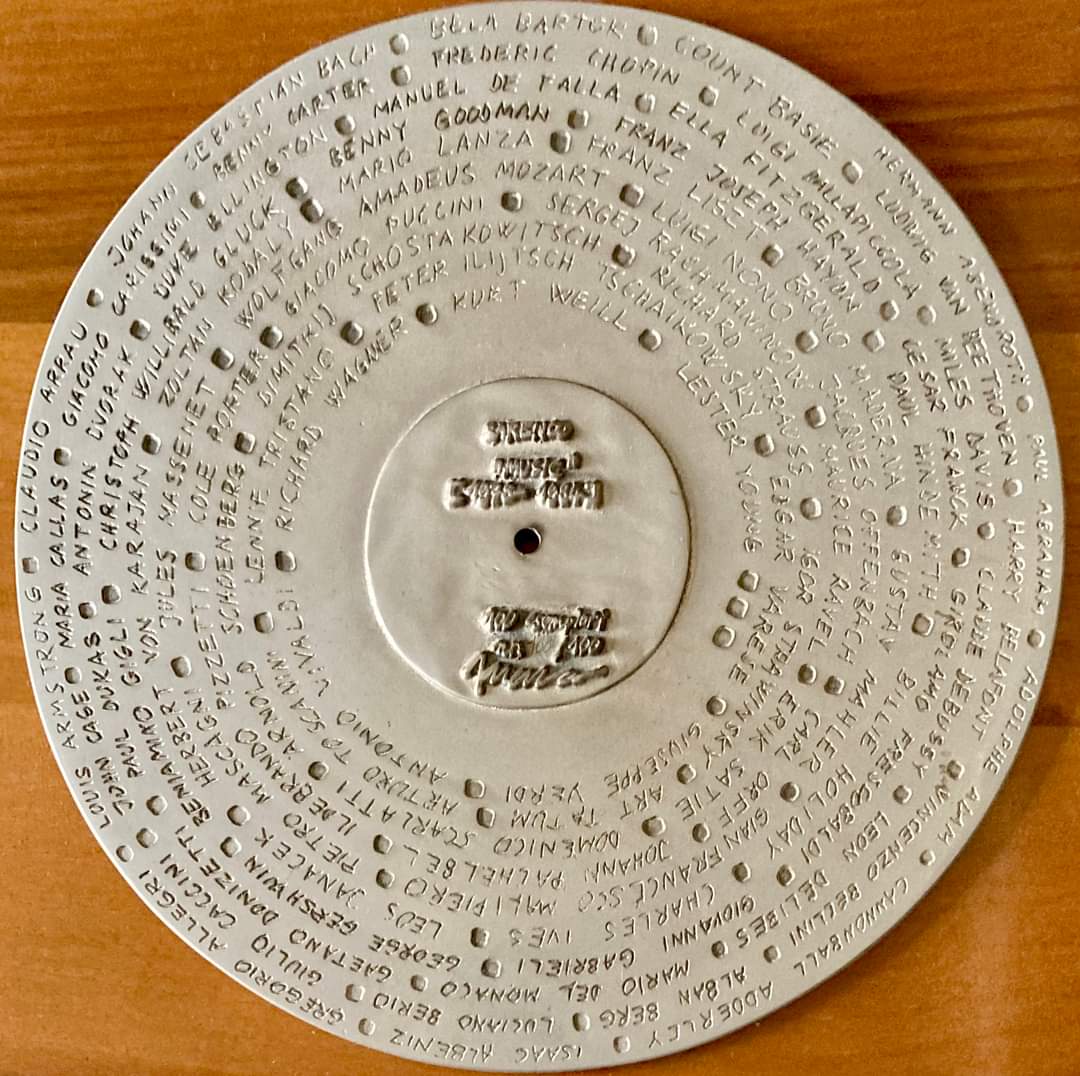 HERMANN ABENDROTH
PAUL ABRAHAM
ADOLPHE ADAM
CANNONBALL ADDERLEY
ISAAC ALBENIZ
GREGORIO ALLEGRI
LOUIS ARMSTRONG
CLAUDIO ARRAU
JOHANN SEBASTIAN BACH
BELA BARTOK
COUNT BASIE
LUDWIG VAN BEETHOVEN
HARRY BELAFONT
VINCENZO BELLINI
ALBAN BERG
LUCIANO BERIO
GIULIO CACCINI
JOHN CAGE
MARIA CALLAS
GIACOMO CARISSIMI
BENNY CARTER
FREDERIC CHOPIN
LUIGI DALLAPICCOLA
MILES DAVIS
CLAUDE DEBUSSY
LEON DELIBES
MARIO DEL MONACO
GAETANO DONIZETTI
PAUL DUKAS
ANTONIN DVORAK
DUKE ELLINGTON
MANUEL DE FALLA
ELLA FITZGERALD
CESAR FRANCK
GIROLAMO FRESCOBALDI
GIOVANNI GABRIELI
GEORGE GERSHWIN
BENIAMINO GIGLI
CHRISTOPH WILLIBALD GLUCK
BENNY GOODMAN
FRANZ JOSEPH HAYDN
PAUL HINDEMITH
BILLIE HOLIDAY
CHARLES IVES
LEOS JANACEK
HERBERT VON KARAJAN
ZOLTAN KODALY
MARIO LANZA
FRANZ LISZT
BRUNO MADERNA
GUSTAV MAHLER
GIAN FRANCESCO MALIPIERO
PIETRO MASCAGNI
JULES MASSENET
WOLFGANG AMADEUS MOZART
LUIGI NONO
JACQUES OFFENBACH
CARL ORFF
JOHANN PALHELBEL
ILDEBRANDO PIZZETTI
COLE PORTER
GIACOMO PUCCINI
SERGEJ RACHMANINOW
MAURICE RAVEL
ERIK SATIE
DOMENICO SCARLATTI
ARNOLD SCHOENBERG
DIMITRIJ SCHOSTAKOWITSCH
RICHARD STRAUSS
IGOR STRAWINSKY
ART TATUM
ARTURO TOSCANINI
LENNIE TRISTANO
PETER ILIJTSCH TSCHAIKOWSKY
EDGAR VARESE
GIUSEPPE VERDI
ANTONIO VIVALDI
RICHARD WAGNER
KURT WEILL
LESTER YOUNG